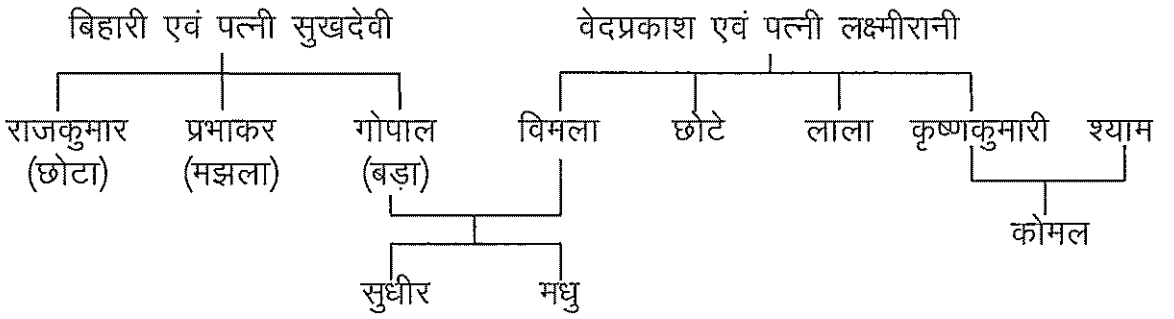 बिहारी एवं पत्नी सुखदेवी वेदप्रकाश एवं पत्नी लक्ष्मीरानी
राजकुमार प्रभाकर गोपाल विमला छोटे लाला कृष्णकुमारी श्याम
(छोटा) (मझला) (बड़ा)
कोमल
सुधीर मधु